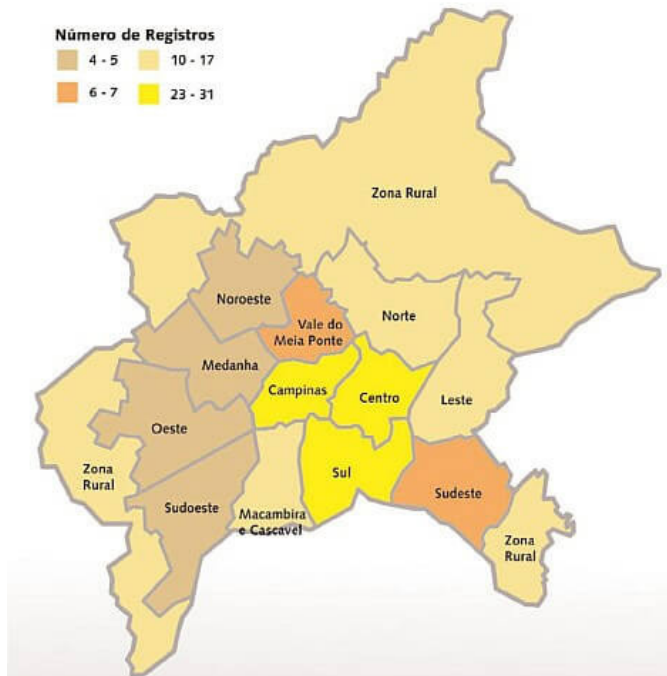 Número de Registros
4 - 5
10 - 17
6 - 7
23 - 31
Zona Rural
Noroeste
Norte
Vale do
Meia Ponte
Medanha
Campinas
Centro
Leste
Oeste
Zona
Rural
Sul
Sudoeste
Sudeste
Macambira
e Cascavel
Zona
Rural